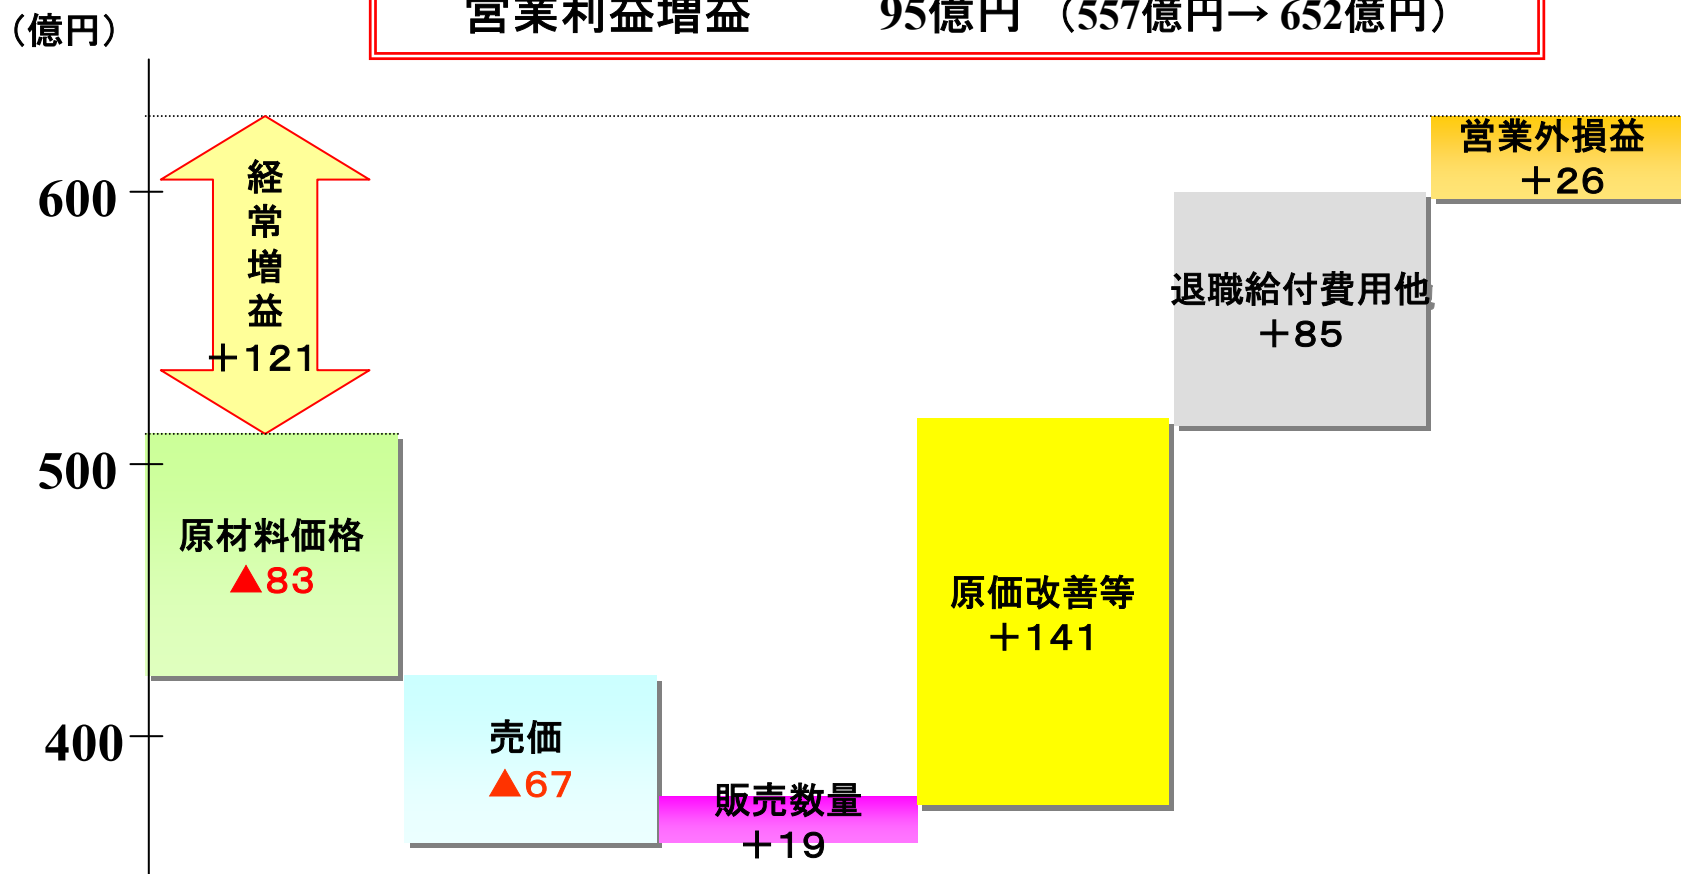 営業利益増益 95億円 （557億円→ 652億円）
（億円）
600
500
400
経
常
増
益
＋121
原材料価格
▲83
売価
▲67
販売数量
＋19
原価改善等
＋141
退職給付費用他
＋85
営業外損益
＋26